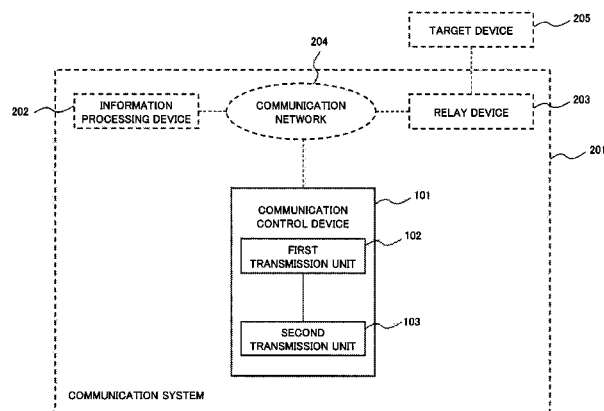 205
TARGET DEVICE
204
202
INFORMATION
PROCESSING DEVICE
COMMUNICATION
NETWORK
RELAY DEVICE
203
201
101
COMMUNICATION
CONTROL DEVICE
102
FIRST
TRANSMISSION UNIT
103
SECOND
TRANSMISSION UNIT
COMMUNICATION SYSTEM